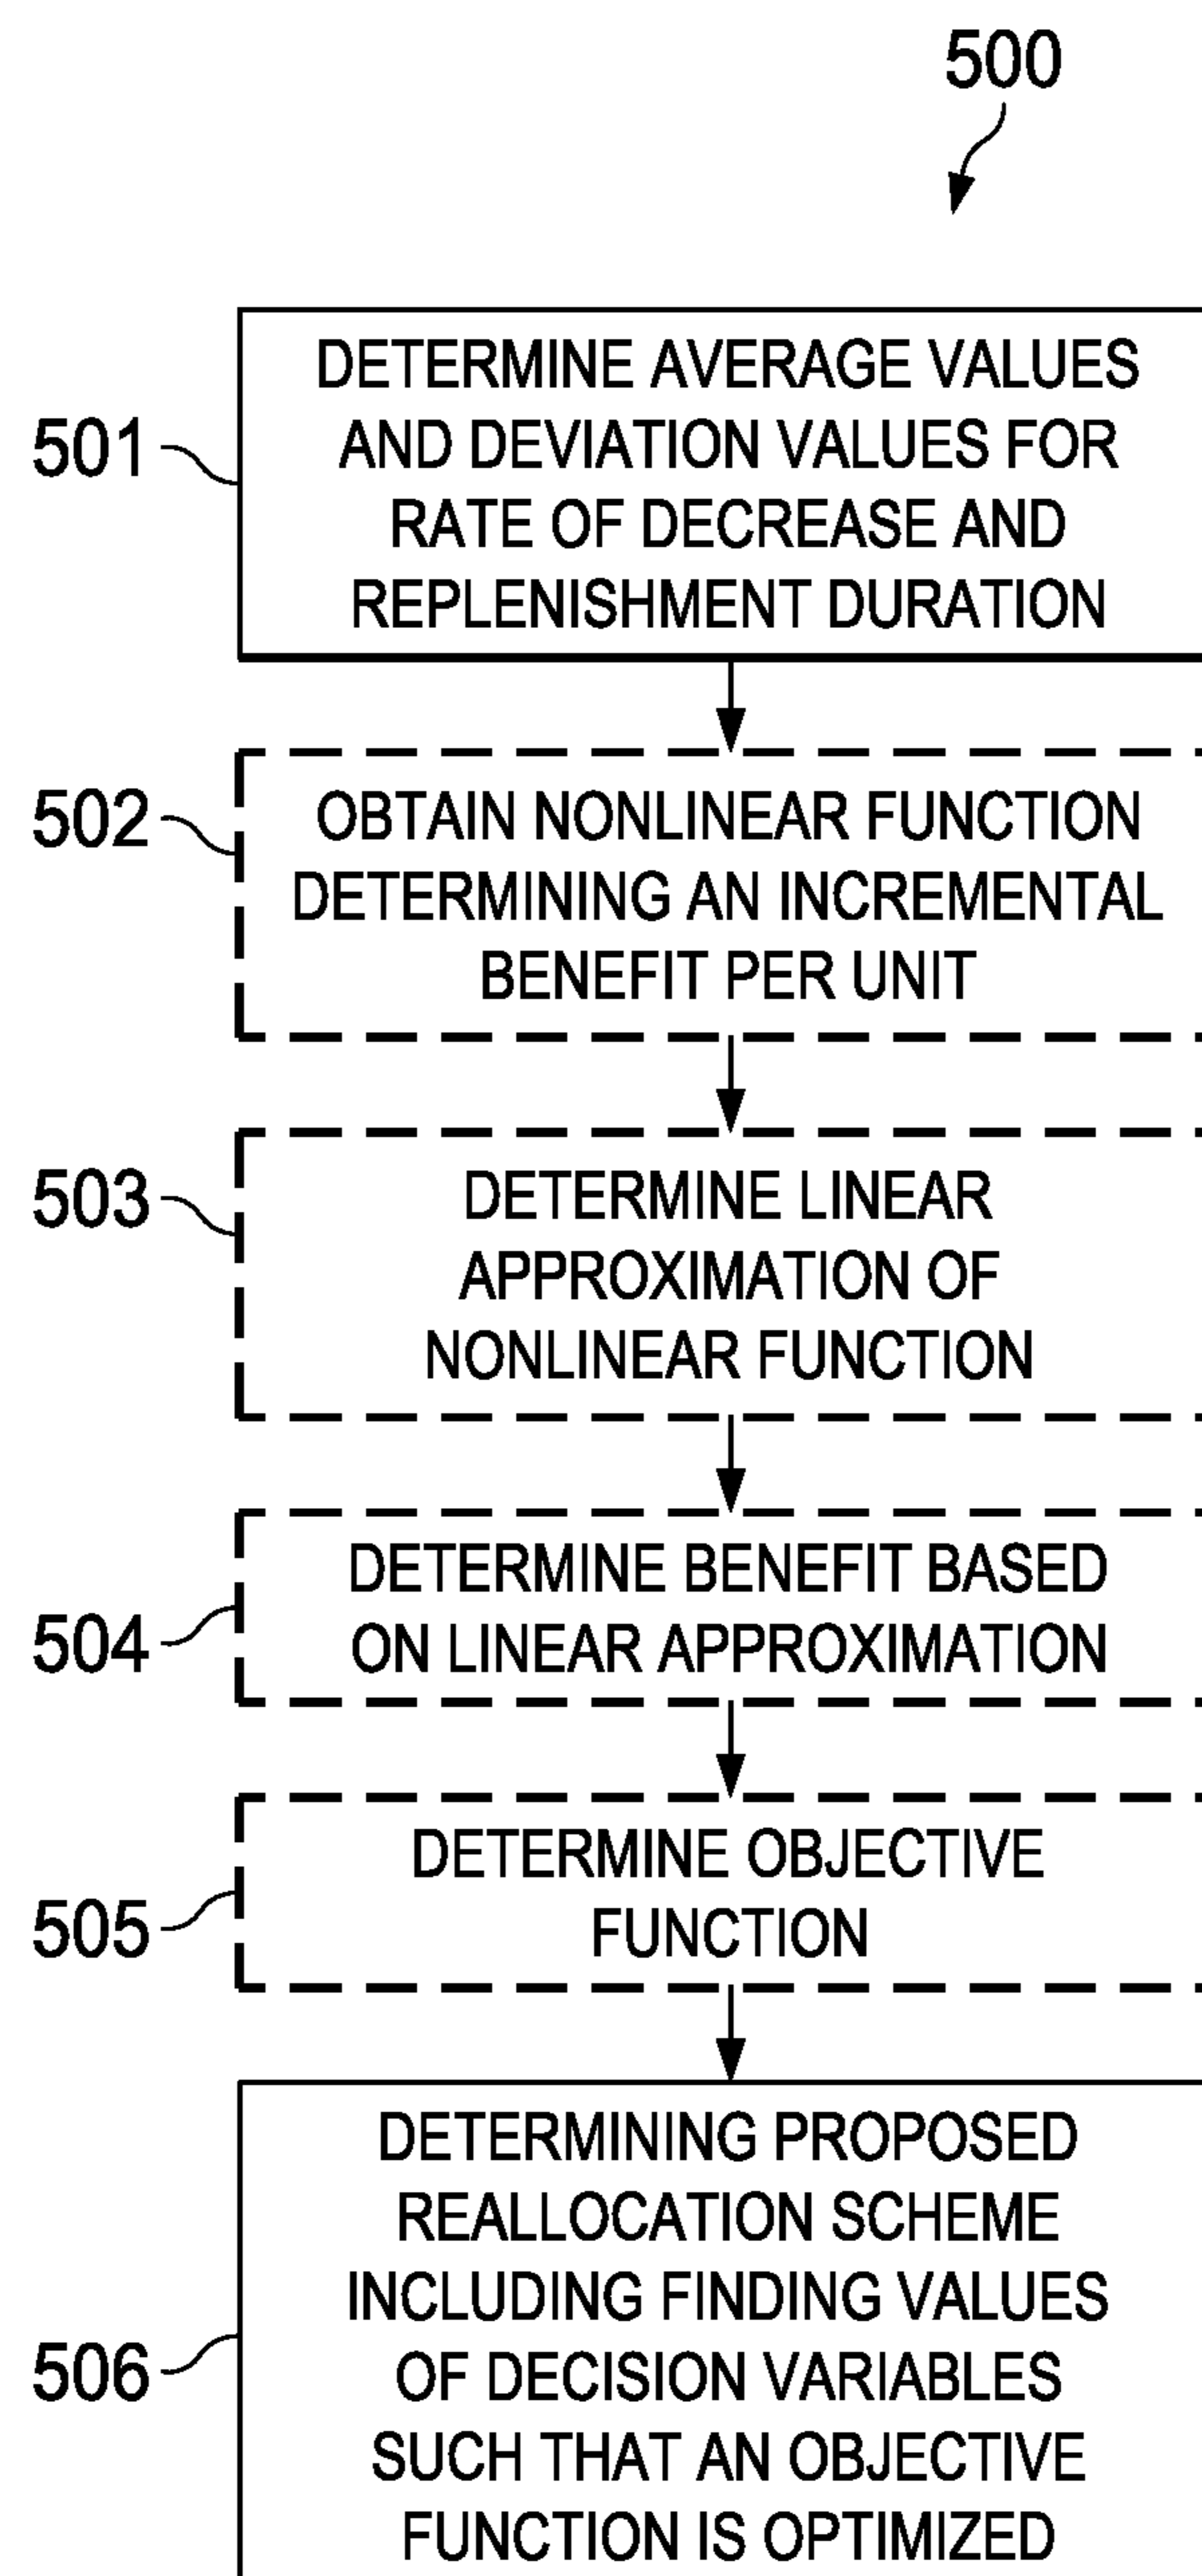 500
501
DETERMINE AVERAGE VALUES
AND DEVIATION VALUES FOR
RATE OF DECREASE AND
REPLENISHMENT DURATION
502
OBTAIN NONLINEAR FUNCTION
DETERMINING AN INCREMENTAL
BENEFIT PER UNIT
503
DETERMINE LINEAR
APPROXIMATION OF
NONLINEAR FUNCTION
504
DETERMINE BENEFIT BASED
ON LINEAR APPROXIMATION
505
DETERMINE OBJECTIVE
FUNCTION
506
DETERMINING PROPOSED
REALLOCATION SCHEME
INCLUDING FINDING VALUES
OF DECISION VARIABLES
SUCH THAT AN OBJECTIVE
FUNCTION IS OPTIMIZED